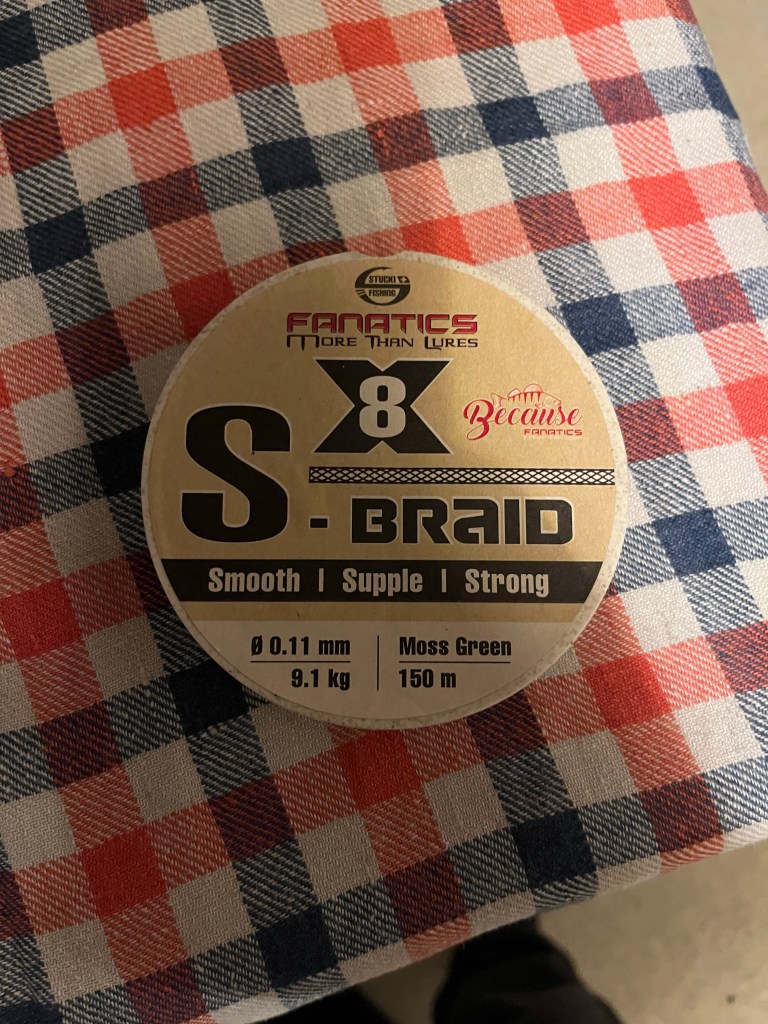 STUCKI
FISHING
FANATICS
MORE THAN LURES
X8
Because
FANATICS
S - BRAID
Smooth | Supple | Strong
Ø 0.11 mm | Moss Green
9.1 kg | 150 m